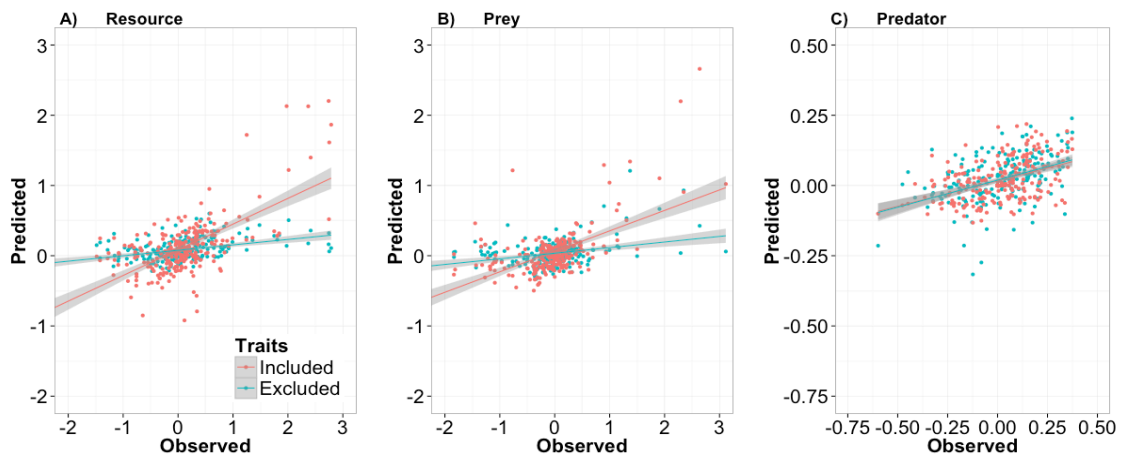 A) Resource
B) Prey
C) Predator
Predicted
3
2
1
0
-1
-2
-2 -1 0 1 2 3
Observed
Traits
Included
Excluded
Predicted
3
2
1
0
-1
-2
-2 -1 0 1 2 3
Observed
Predicted
0.50
0.25
0.00
-0.25
-0.50
-0.75
-0.75 -0.50 -0.25 0.00 0.25 0.50
Observed